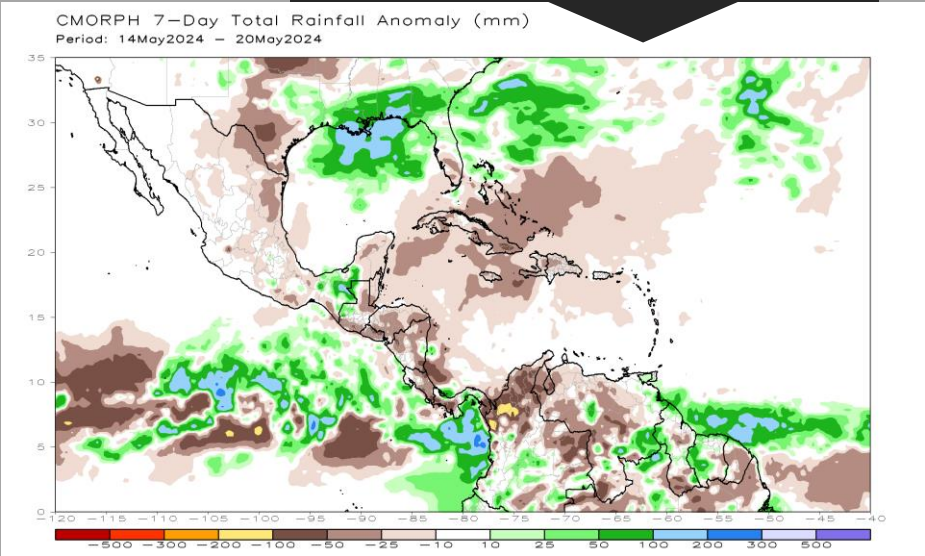 CMORPH 7-Day Total Rainfall Anomaly (mm)
Period: 14May2024 - 20May2024
35
30
25
20
15
10
5
0
-120 -115 -110 -105 -100 -95 -90 -85 -80 -75 -70 -65 -60 -55 -50 -45 -40
-500 -300 -200 -100 -50 -25 -10 10 25 50 100 200 300 500